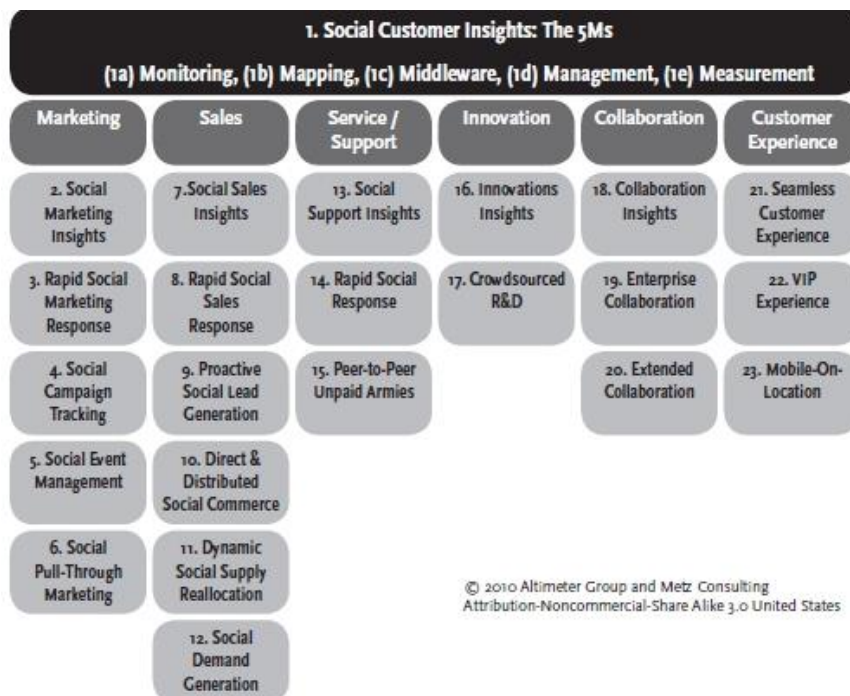 1. Social Customer Insights: The 5Ms
(1a) Monitoring, (1b) Mapping, (1c) Middleware, (1d) Management, (1e) Measurement
Marketing
Sales
Service /
Support
Innovation
Collaboration
Customer
Experience
2. Social
Marketing
Insights
7.Social Sales
Insights
13. Social
Support Insights
16. Innovations
Insights
18. Collaboration
Insights
21. Seamless
Customer
Experience
3. Rapid Social
Marketing
Response
8. Rapid Social
Sales
Response
14. Rapid Social
Response
17. Crowdsourced
R&D
19. Enterprise
Collaboration
22. VIP
Experience
4. Social
Campaign
Tracking
9. Proactive
Social Lead
Generation
15. Peer-to-Peer
Unpaid Armies
20. Extended
Collaboration
23. Mobile-On-
Location
5. Social Event
Management
10. Direct &
Distributed
Social Commerce
6. Social
Pull-Through
Marketing
11. Dynamic
Social Supply
Reallocation
12. Social
Demand
Generation
© 2010 Altimeter Group and Metz Consulting
Attribution-Noncommercial-Share Alike 3.0 United States